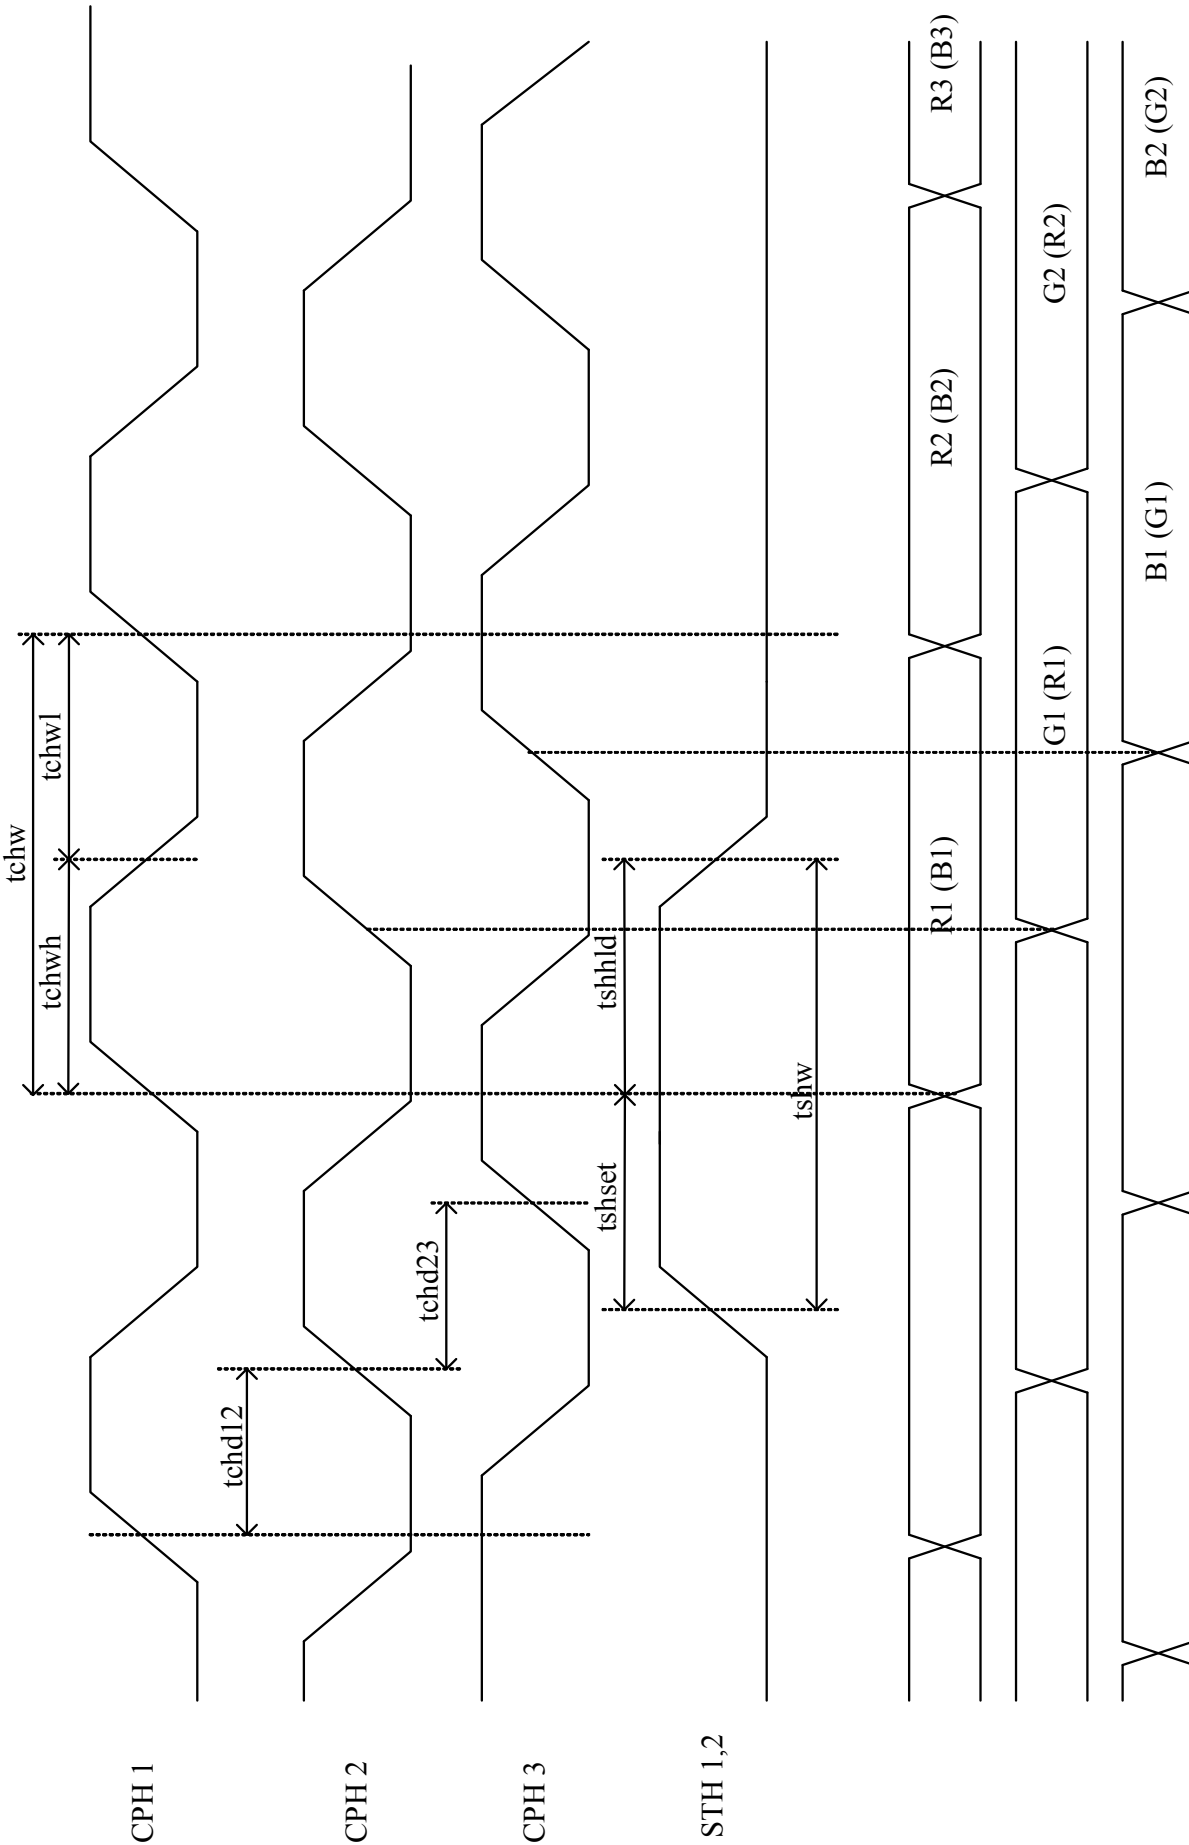 tchw
tchwh
tchwl
CPH 1
tchd12
CPH 2
tchd23
CPH 3
tshset
tshhld
STH 1,2
tshw
R1 (B1)
R2 (B2)
R3 (B3)
G1 (R1)
G2 (R2)
B1 (G1)
B2 (G2)